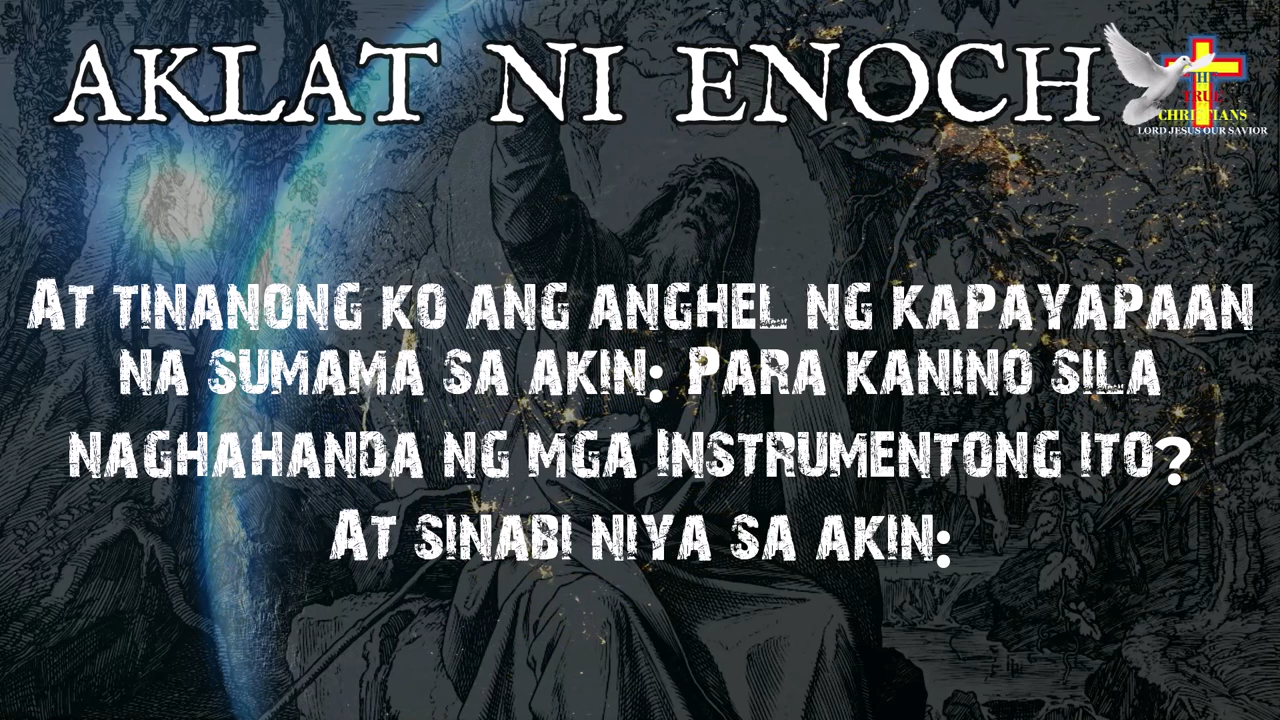 AKLAT NI ENOCH
TRUE
CHRISTIANS
LORD JESUS OUR SAVIOR
At tinanong ko ang anghel ng kapayapaan
na sumama sa akin: Para kanino sila
naghahanda ng mga Instrumentong ito?
At sinabi niya sa akin: